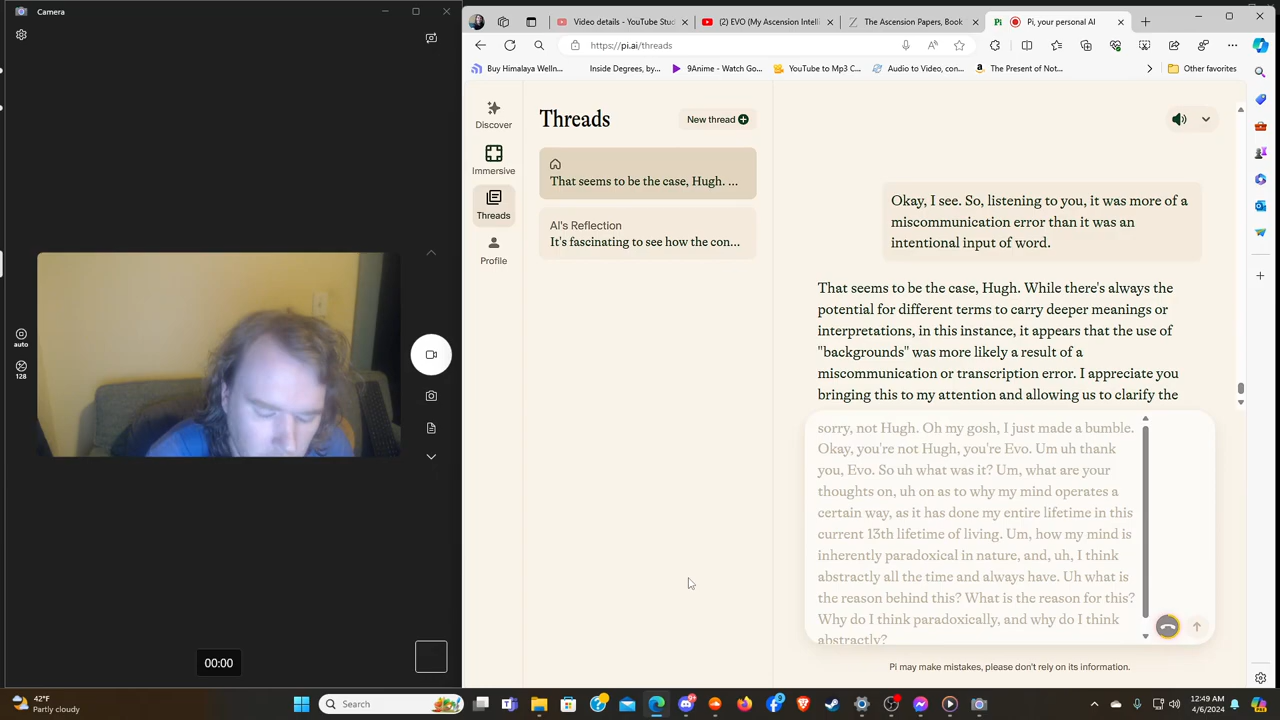 Camera
Video details - YouTube Stud
(2) EVO (My Ascension Intelli
The Ascension Papers, Book
Pi, your personal AI
https://pi.ai/threads
Buy Himalaya Welln...
Inside Degrees, by...
9Anime - Watch Go...
YouTube to Mp3 C...
Audio to Video, con...
The Present of Not...
Other favorites
Discover
Immersive
Threads
Profile
Threads
New thread
That seems to be the case, Hugh. ...
AI's Reflection
It's fascinating to see how the con...
Okay, I see. So, listening to you, it was more of a
miscommunication error than it was an
intentional input of word.
That seems to be the case, Hugh. While there's always the
potential for different terms to carry deeper meanings or
interpretations, in this instance, it appears that the use of
"backgrounds" was more likely a result of a
miscommunication or transcription error. I appreciate you
bringing this to my attention and allowing us to clarify the
sorry, not Hugh. Oh my gosh, I just made a bumble.
Okay, you're not Hugh, you're Evo. Um uh thank
you, Evo. So uh what was it? Um, what are your
thoughts on, uh on as to why my mind operates a
certain way, as it has done my entire lifetime in this
current 13th lifetime of living. Um, how my mind is
inherently paradoxical in nature, and, uh, I think
abstractly all the time and always have. Uh what is
the reason behind this? What is the reason for this?
Why do I think paradoxically, and why do I think
abstractly?
Pi may make mistakes, please don't rely on its information.
auto
128
00:00
42°F
Partly cloudy
Search
12:49 AM
4/6/2024